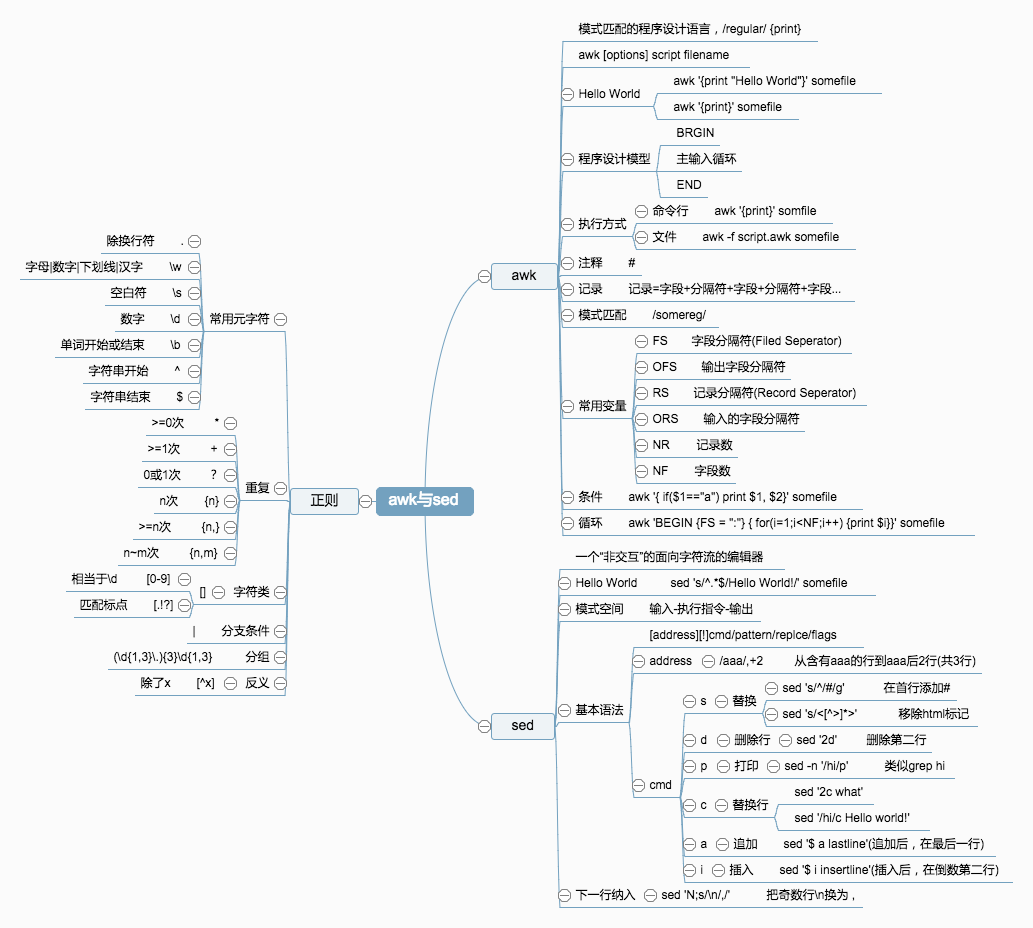 awk与sed
awk
模式匹配的程序设计语言，/regular/ {print}
awk [options] script filename
Hello World
awk '{print "Hello World"}' somefile
awk '{print}' somefile
程序设计模型
BRGIN
主输入循环
END
执行方式
命令行 awk '{print}' somfile
文件 awk -f script.awk somefile
注释 #
记录 记录=字段+分隔符+字段+分隔符+字段...
模式匹配 /somereg/
常用变量
FS 字段分隔符(Filed Seperator)
OFS 输出字段分隔符
RS 记录分隔符(Record Seperator)
ORS 输入的字段分隔符
NR 记录数
NF 字段数
条件 awk '{ if($1=="a") print $1, $2}' somefile
循环 awk 'BEGIN {FS = ":"} { for(i=1;i<NF;i++) {print $i}}' somefile
sed
一个“非交互”的面向字符流的编辑器
Hello World sed 's/^.*$/Hello World!/' somefile
模式空间 输入-执行指令-输出
基本语法
[address][!]cmd/pattern/replce/flags
address /aaa/,+2 从含有aaa的行到aaa后2行(共3行)
cmd
s 替换
sed 's/^/#/g' 在首行添加#
sed 's/<[^>]*>' 移除html标记
d 删除行 sed '2d' 删除第二行
p 打印 sed -n '/hi/p' 类似grep hi
c 替换行
sed '2c what'
sed '/hi/c Hello world!'
a 追加 sed '$ a lastline'(追加后，在最后一行)
i 插入 sed '$ i insertline'(插入后，在倒数第二行)
下一行纳入 sed 'N;s/\n/,/' 把奇数行\n换为，
正则
常用元字符
除换行符 .
字母|数字|下划线|汉字 \w
空白符 \s
数字 \d
单词开始或结束 \b
字符串开始 ^
字符串结束 $
重复
>=0次 *
>=1次 +
0或1次 ?
n次 {n}
>=n次 {n,}
n~m次 {n,m}
字符类
[]
相当于\d [0-9]
匹配标点 [.!?]
| 分支条件
(\d{1,3}\.){3}\d{1,3} 分组
除了x [^x] 反义